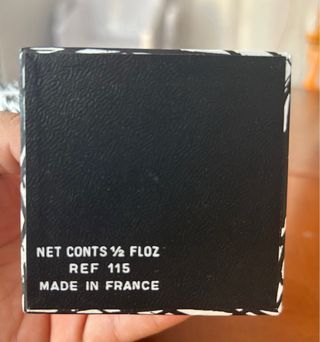 NET CONTS ½ FLOZ
REF 115
MADE IN FRANCE